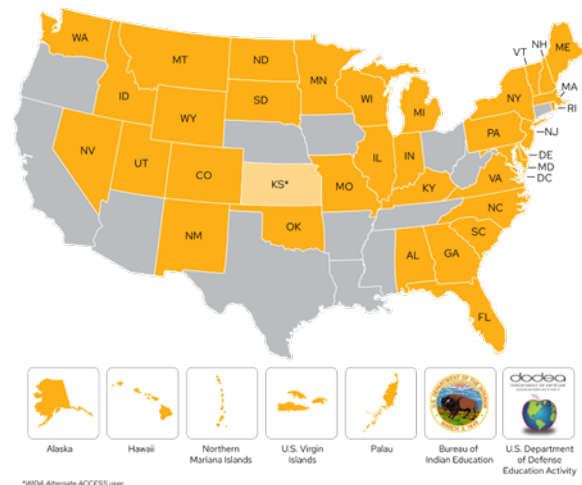 WA
MT
ND
MN
VT
NH
ME
ID
SD
WI
MI
NY
MA
RI
WY
NV
UT
CO
KS*
MO
IL
IN
PA
NJ
DE
MD
DC
KY
VA
NC
NM
OK
AL
GA
SC
FL
dodea
Alaska
Hawaii
Northern
Mariana Islands
U.S. Virgin
Islands
Palau
Bureau of
Indian Education
U.S. Department
of Defense
Education Activity
*WIDA Alternate ACCESS user